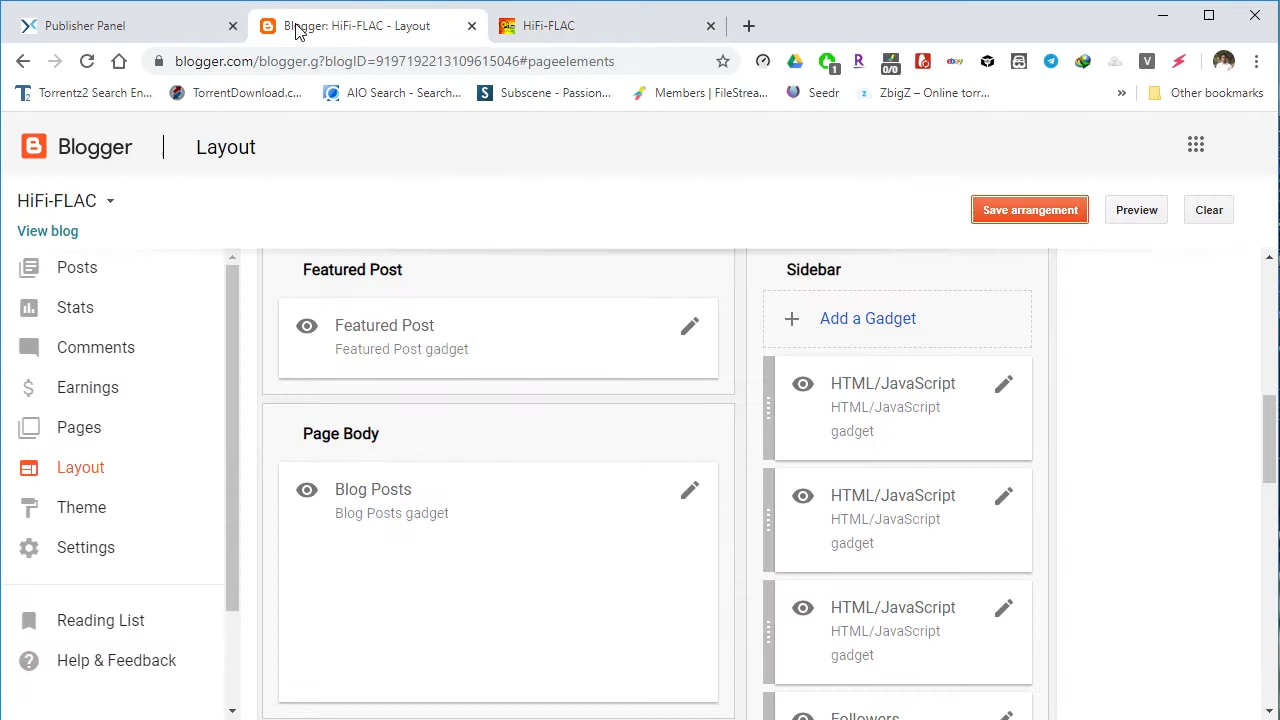 Publisher Panel
Blogger: HiFi-FLAC - Layout
HiFi-FLAC
blogger.com/blogger.g?blogID=9197192213109615046#pageelements
1
R
0/0
ebay
V
Torrentz2 Search En...
TorrentDownload.c...
AIO Search - Search...
Subscene - Passion...
Members | FileStrea...
Seedr
ZbigZ – Online torr...
»
Other bookmarks
Blogger
Layout
HiFi-FLAC
View blog
Save arrangement
Preview
Clear
Posts
Stats
Comments
Earnings
Pages
Layout
Theme
Settings
Reading List
Help & Feedback
Featured Post
Featured Post
Featured Post gadget
Page Body
Blog Posts
Blog Posts gadget
Sidebar
Add a Gadget
HTML/JavaScript
HTML/JavaScript
gadget
HTML/JavaScript
HTML/JavaScript
gadget
HTML/JavaScript
HTML/JavaScript
gadget
Followers